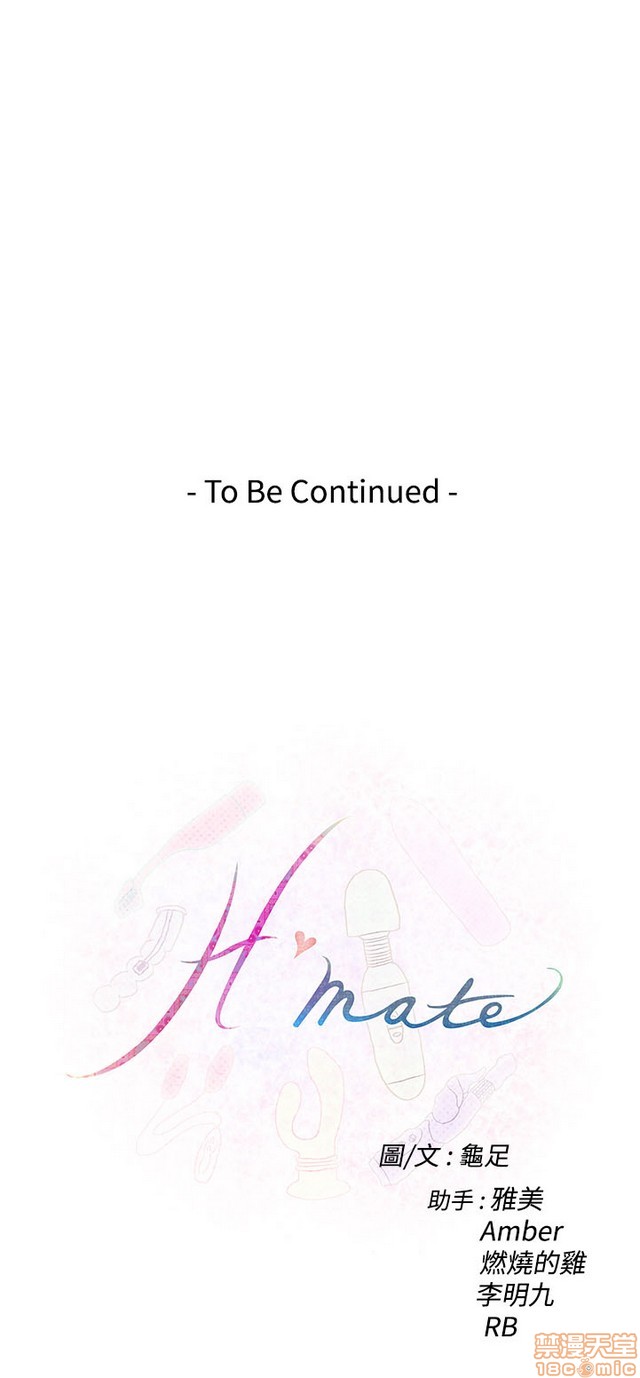 - To Be Continued -
H'mate
圖/文 : 龜足
助手 : 雅美
Amber
燃燒的雞
李明九
RB
禁漫天堂
18comic